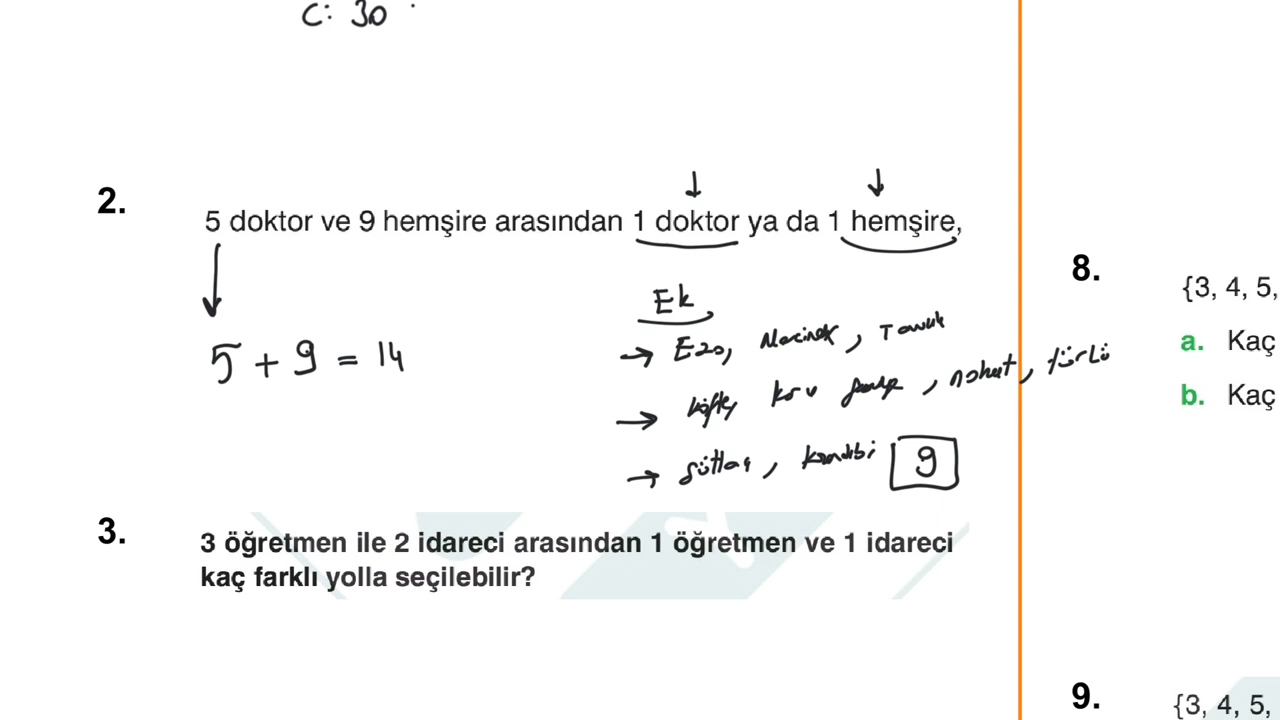 C: 30
2.
5 doktor ve 9 hemşire arasından 1 doktor ya da 1 hemşire,
5 + 9 = 14
Ek
→ Ezo, Mercimek, Tavuk
→ köfte, kuru, nohut, türlü
→ sütlaç, kazandibi 9
3.
3 öğretmen ile 2 idareci arasından 1 öğretmen ve 1 idareci
kaç farklı yolla seçilebilir?
8.
{3, 4, 5,
a. Kaç
b. Kaç
9.
{3, 4, 5,